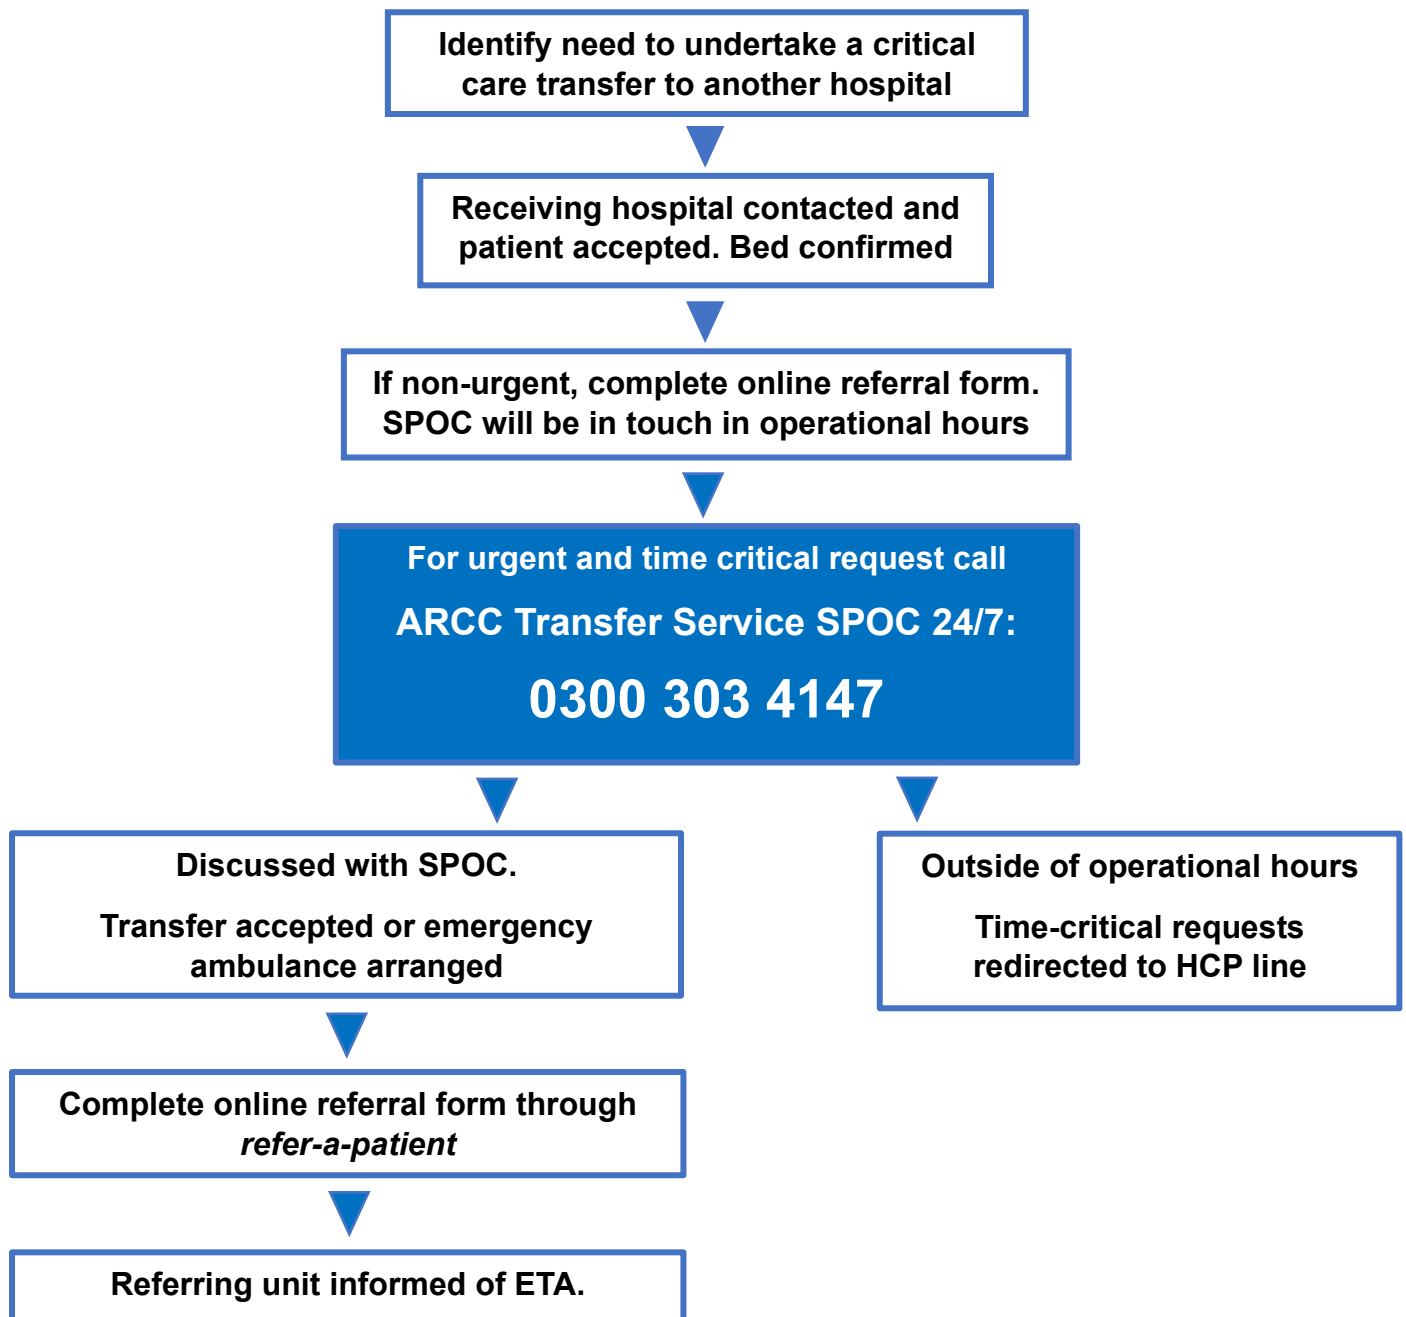 Identify need to undertake a critical
care transfer to another hospital
Receiving hospital contacted and
patient accepted. Bed confirmed
If non-urgent, complete online referral form.
SPOC will be in touch in operational hours
For urgent and time critical request call
ARCC Transfer Service SPOC 24/7:
0300 303 4147
Discussed with SPOC.
Transfer accepted or emergency
ambulance arranged
Outside of operational hours
Time-critical requests
redirected to HCP line
Complete online referral form through
refer-a-patient
Referring unit informed of ETA.